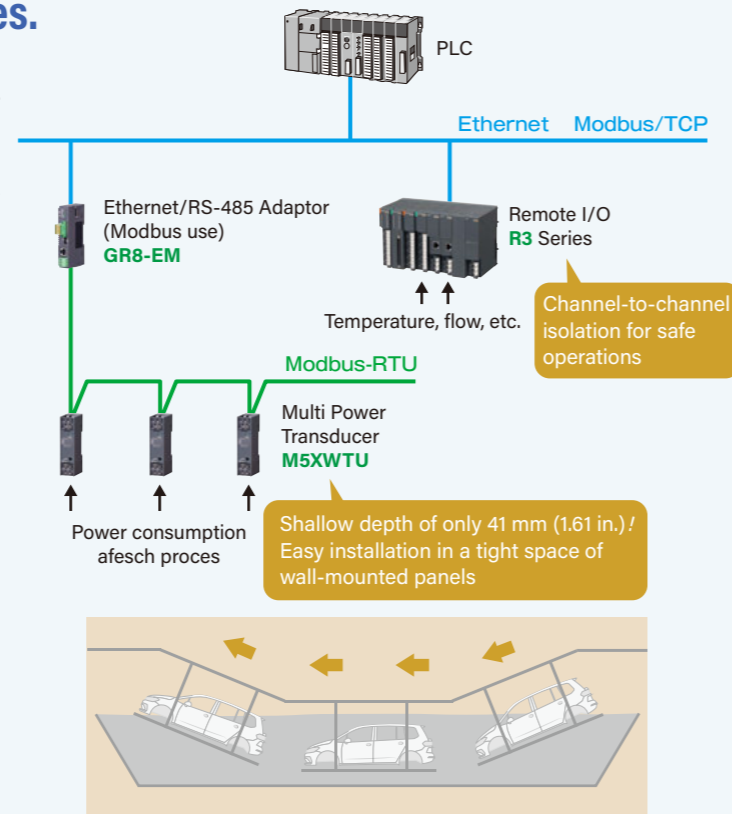 es.
PLC
Ethernet Modbus/TCP
Ethernet/RS-485 Adaptor
(Modbus use)
GR8-EM
Remote I/O
R3 Series
Temperature, flow, etc.
Channel-to-channel
isolation for safe
operations
Modbus-RTU
Multi Power
Transducer
M5XWTU
Power consumption
afesch proces
Shallow depth of only 41 mm (1.61 in.)!
Easy installation in a tight space of
wall-mounted panels